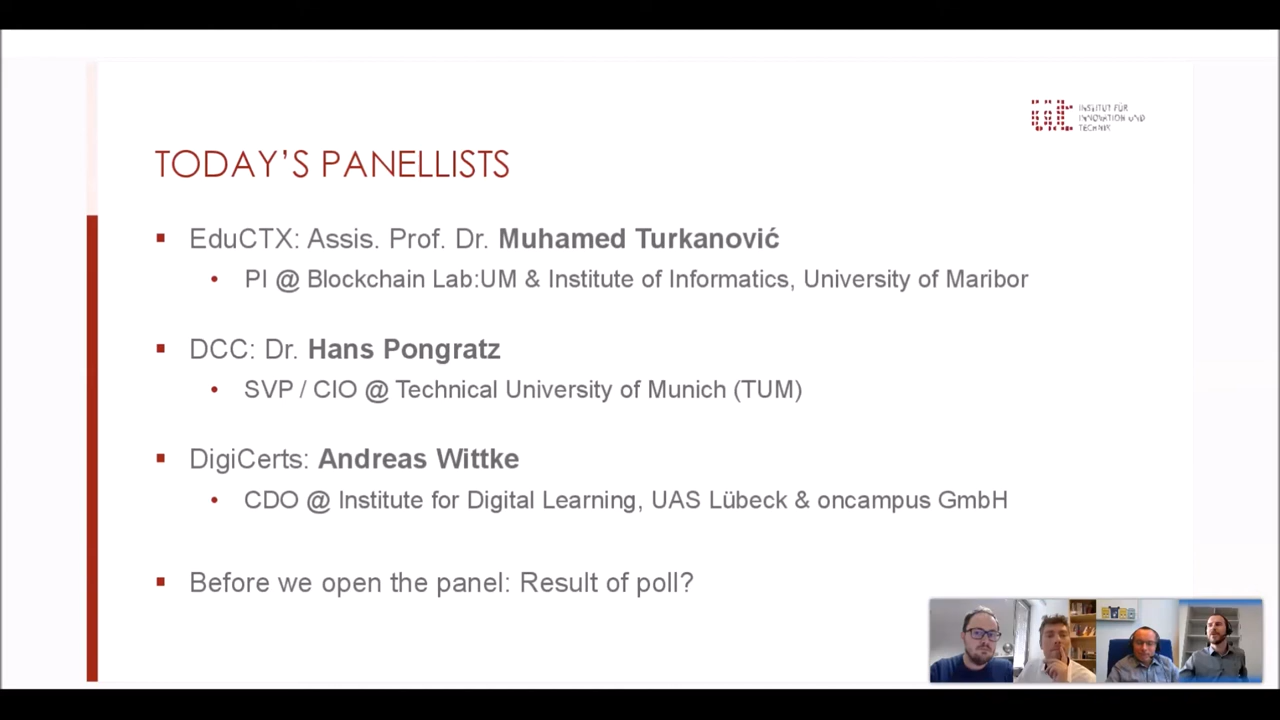 INSTITUT FÜR
INNOVATION UND
TECHNIK
TODAY'S PANELLISTS
EduCTX: Assis. Prof. Dr. Muhamed Turkanović
PI @ Blockchain Lab:UM & Institute of Informatics, University of Maribor
DCC: Dr. Hans Pongratz
SVP / CIO @ Technical University of Munich (TUM)
DigiCerts: Andreas Wittke
CDO @ Institute for Digital Learning, UAS Lübeck & oncampus GmbH
Before we open the panel: Result of poll?